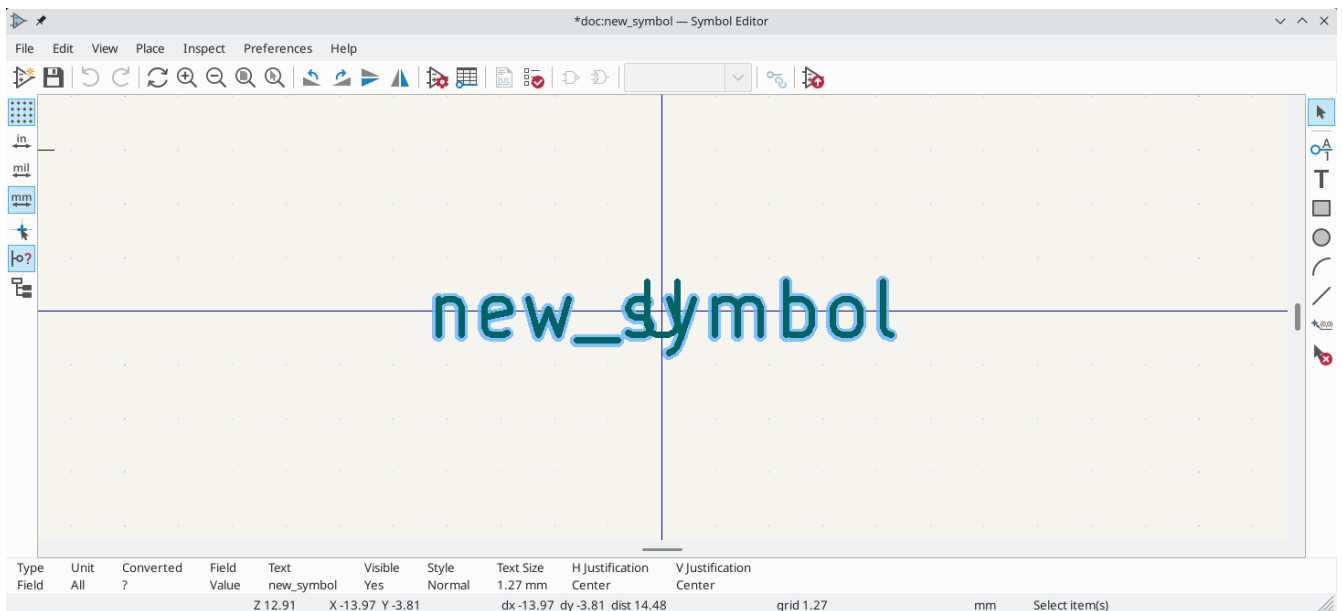 *doc:new_symbol — Symbol Editor
File Edit View Place Inspect Preferences Help
in
mil
mm
A
1
T
new_symbol
U
(0,0)
Type Unit Converted Field Text Visible Style Text Size H Justification V Justification
Field All ? Value new_symbol Yes Normal 1.27 mm Center Center
Z 12.91 X -13.97 Y -3.81 dx -13.97 dy -3.81 dist 14.48 grid 1.27 mm Select item(s)